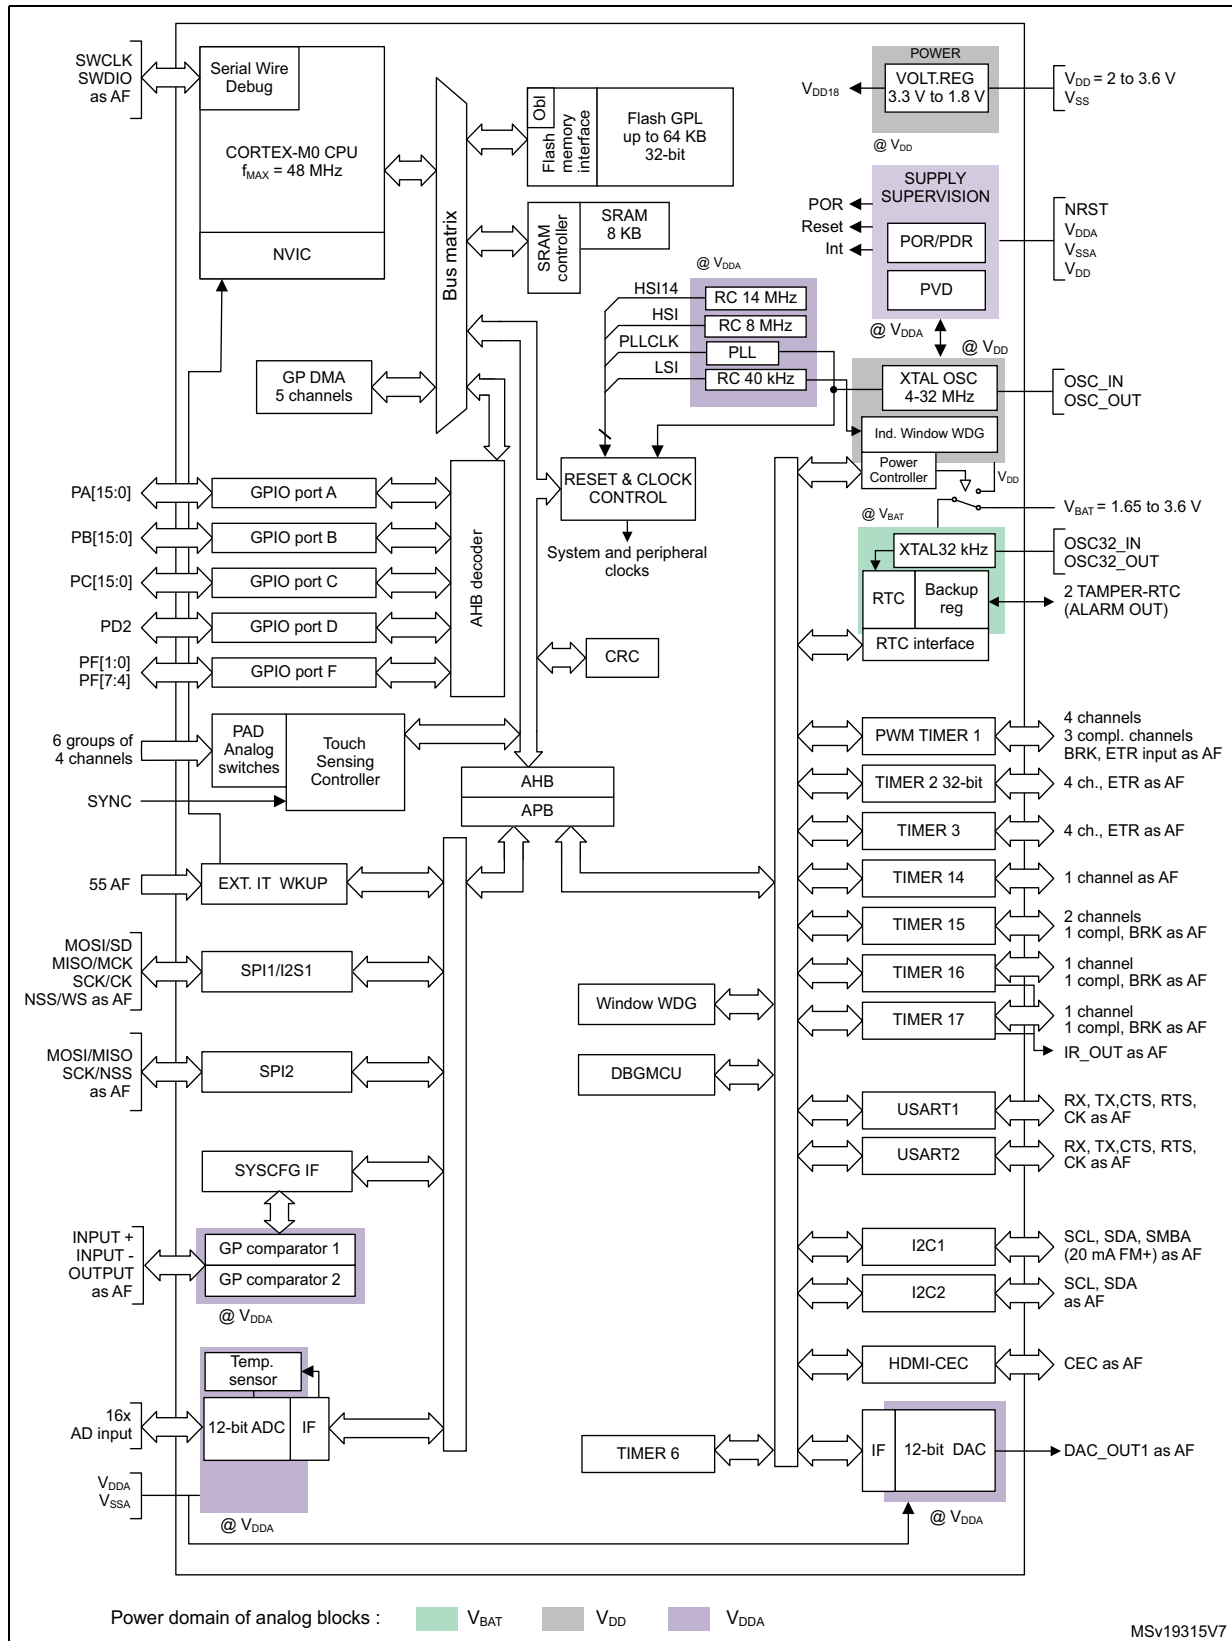 SWCLK
SWDIO
as AF
Serial Wire
Debug
CORTEX-M0 CPU
fMAX = 48 MHz
NVIC
Bus matrix
Obl
Flash
memory
interface
Flash GPL
up to 64 KB
32-bit
SRAM
controller
SRAM
8 KB
POWER
VOLT.REG
3.3 V to 1.8 V
VDD18
VDD = 2 to 3.6 V
VSS
@ VDD
SUPPLY
SUPERVISION
POR
Reset
Int
POR/PDR
PVD
NRST
VDDA
VSSA
VDD
@ VDDA
@ VDDA
@ VDD
HSI14
HSI
PLLCLK
LSI
RC 14 MHz
RC 8 MHz
PLL
RC 40 kHz
XTAL OSC
4-32 MHz
OSC_IN
OSC_OUT
Ind. Window WDG
Power
Controller
VDD
VBAT = 1.65 to 3.6 V
@ VBAT
GP DMA
5 channels
RESET & CLOCK
CONTROL
System and peripheral
clocks
XTAL32 kHz
OSC32_IN
OSC32_OUT
RTC
Backup
reg
2 TAMPER-RTC
(ALARM OUT)
RTC interface
PA[15:0]
GPIO port A
PB[15:0]
GPIO port B
PC[15:0]
GPIO port C
PD2
GPIO port D
PF[1:0]
PF[7:4]
GPIO port F
AHB decoder
CRC
6 groups of
4 channels
PAD
Analog
switches
Touch
Sensing
Controller
SYNC
AHB
APB
PWM TIMER 1
4 channels
3 compl. channels
BRK, ETR input as AF
TIMER 2 32-bit
4 ch., ETR as AF
TIMER 3
4 ch., ETR as AF
TIMER 14
1 channel as AF
TIMER 15
2 channels
1 compl, BRK as AF
TIMER 16
1 channel
1 compl, BRK as AF
TIMER 17
1 channel
1 compl, BRK as AF
IR_OUT as AF
55 AF
EXT. IT WKUP
MOSI/SD
MISO/MCK
SCK/CK
NSS/WS as AF
SPI1/I2S1
Window WDG
MOSI/MISO
SCK/NSS
as AF
SPI2
DBGMCU
USART1
RX, TX,CTS, RTS,
CK as AF
USART2
RX, TX,CTS, RTS,
CK as AF
SYSCFG IF
INPUT +
INPUT -
OUTPUT
as AF
GP comparator 1
GP comparator 2
@ VDDA
I2C1
SCL, SDA, SMBA
(20 mA FM+) as AF
I2C2
SCL, SDA
as AF
HDMI-CEC
CEC as AF
Temp.
sensor
16x
AD input
12-bit ADC
IF
TIMER 6
IF
12-bit DAC
DAC_OUT1 as AF
VDDA
VSSA
@ VDDA
@ VDDA
Power domain of analog blocks :
VBAT
VDD
VDDA
MSv19315V7